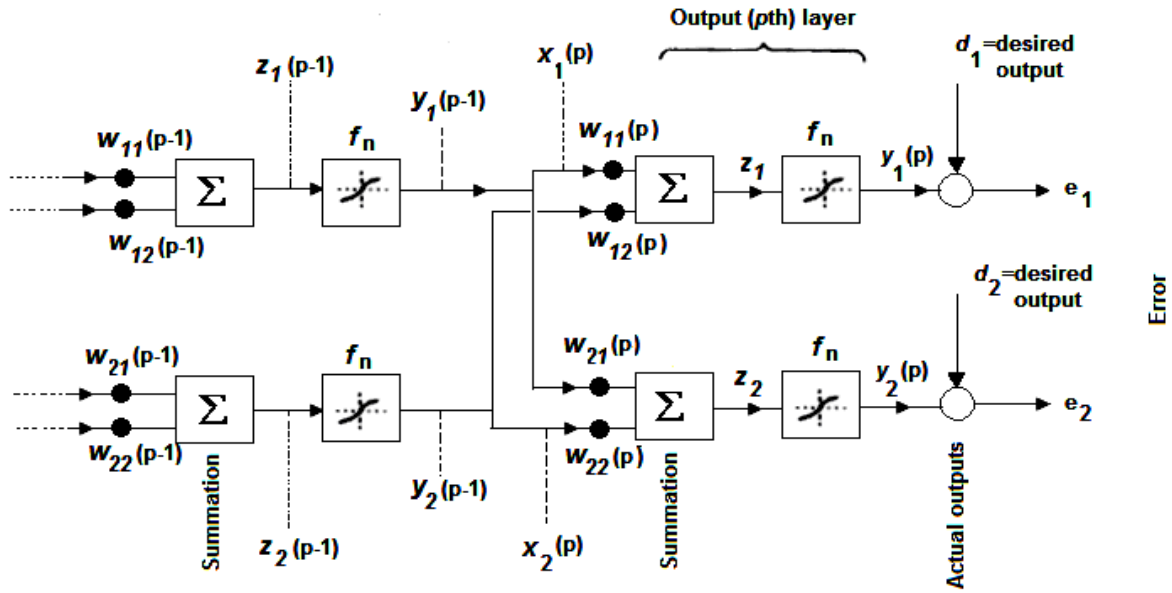 Output (pth) layer
d1=desired
output
z1(p-1)
x1(p)
y1(p-1)
w11(p-1)
fn
w11(p)
fn
z1
y1(p)
Σ
Σ
e1
w12(p-1)
w12(p)
d2=desired
output
Error
w21(p-1)
fn
w21(p)
fn
z2
y2(p)
Σ
Σ
e2
w22(p-1)
w22(p)
y2(p-1)
z2(p-1)
x2(p)
Summation
Summation
Actual outputs